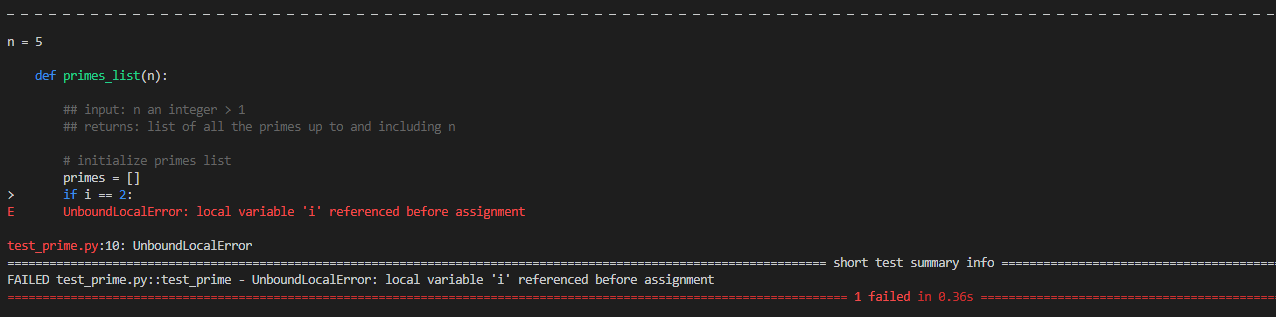 n = 5
def primes_list(n):
## input: n an integer > 1
## returns: list of all the primes up to and including n
# initialize primes list
primes = []
> if i == 2:
E UnboundLocalError: local variable 'i' referenced before assignment
test_prime.py:10: UnboundLocalError
short test summary info
FAILED test_prime.py::test_prime - UnboundLocalError: local variable 'i' referenced before assignment
1 failed in 0.36s